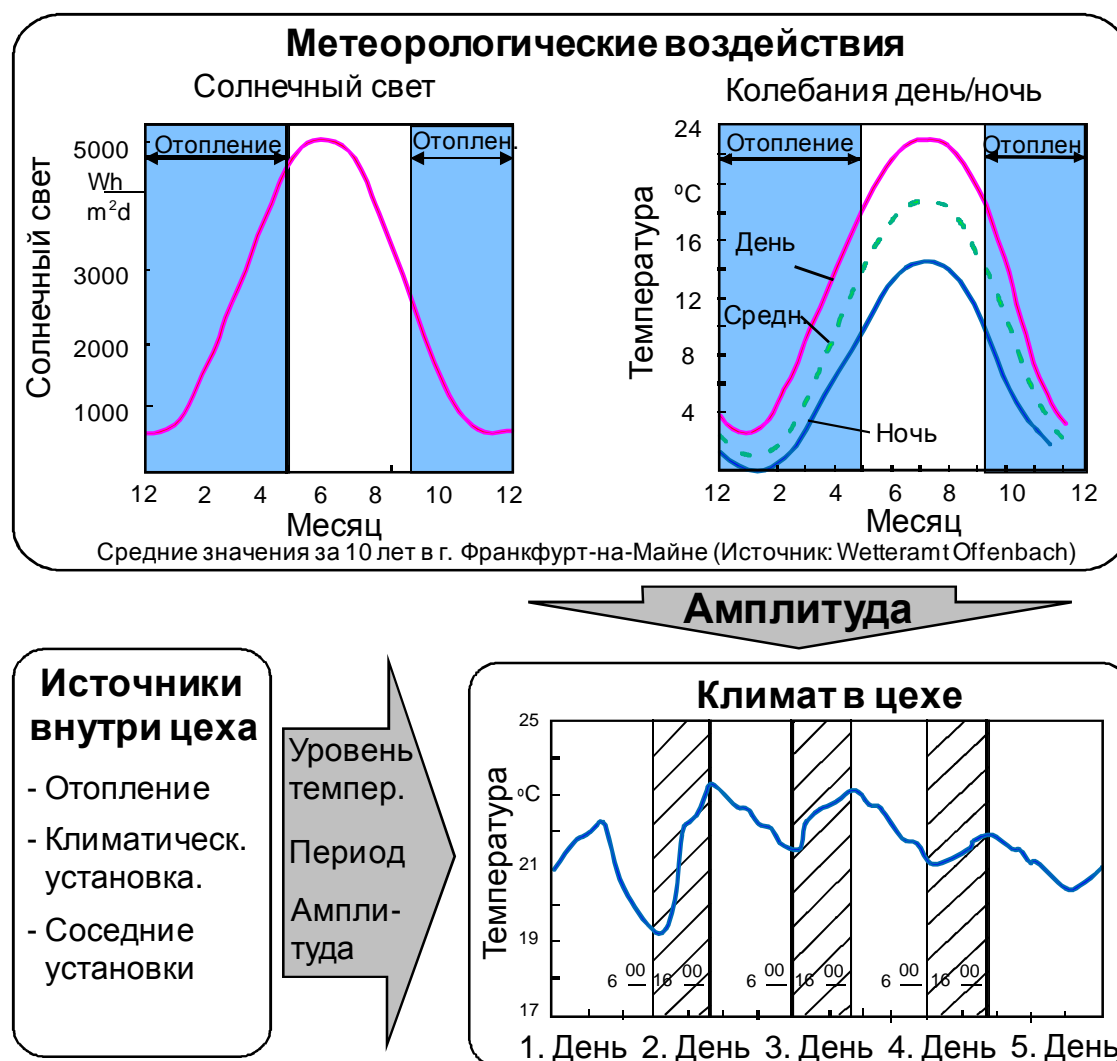 Метеорологические воздействия
Солнечный свет
Солнечный свет
5000
Wh
m²d
3000
2000
1000
Отопление
Отоплен.
12 2 4 6 8 10 12
Месяц
Колебания день/ночь
Температура
24
ºC
16
12
8
4
Отопление
Отоплен
День
Средн.
Ночь
12 2 4 6 8 10 12
Месяц
Средние значения за 10 лет в г. Франкфурт-на-Майне (Источник: Wetteramt Offenbach)
Амплитуда
Источники
внутри цеха
- Отопление
- Климатическ.
установка.
- Соседние
установки
Уровень
темпер.
Период
Ампли-
туда
Климат в цехе
Температура
25
ºC
21
19
17
6 00 16 00 6 00 16 00 6 00 16 00
1. День 2. День 3. День 4. День 5. День